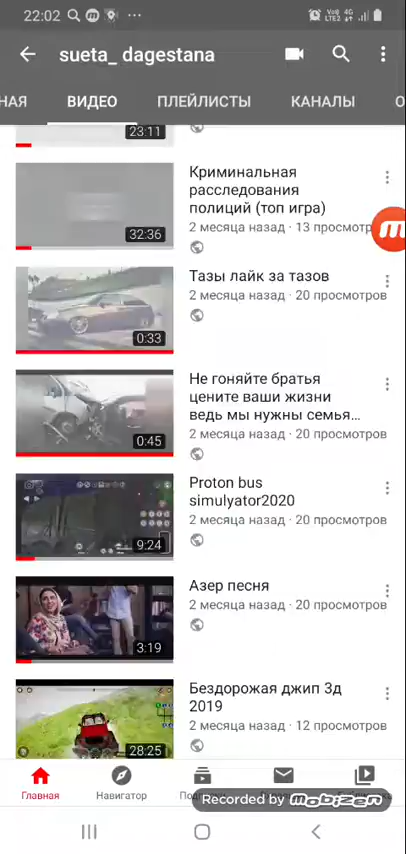 22:02
Vo)) 4G
LTE2
sueta_ dagestana
НАЯ
ВИДЕО
ПЛЕЙЛИСТЫ
КАНАЛЫ
О
23:11
Криминальная
расследования
полиций (топ игра)
2 месяца назад · 13 просмотр
32:36
Тазы лайк за тазов
2 месяца назад · 20 просмотров
0:33
Не гоняйте братья
цените ваши жизни
ведь мы нужны семья...
2 месяца назад · 20 просмотров
0:45
Proton bus
simulyator2020
2 месяца назад · 20 просмотров
9:24
Азер песня
2 месяца назад · 20 просмотров
3:19
Бездорожая джип 3д
2019
2 месяца назад · 12 просмотров
28:25
Главная
Навигатор
Recorded by mobizen